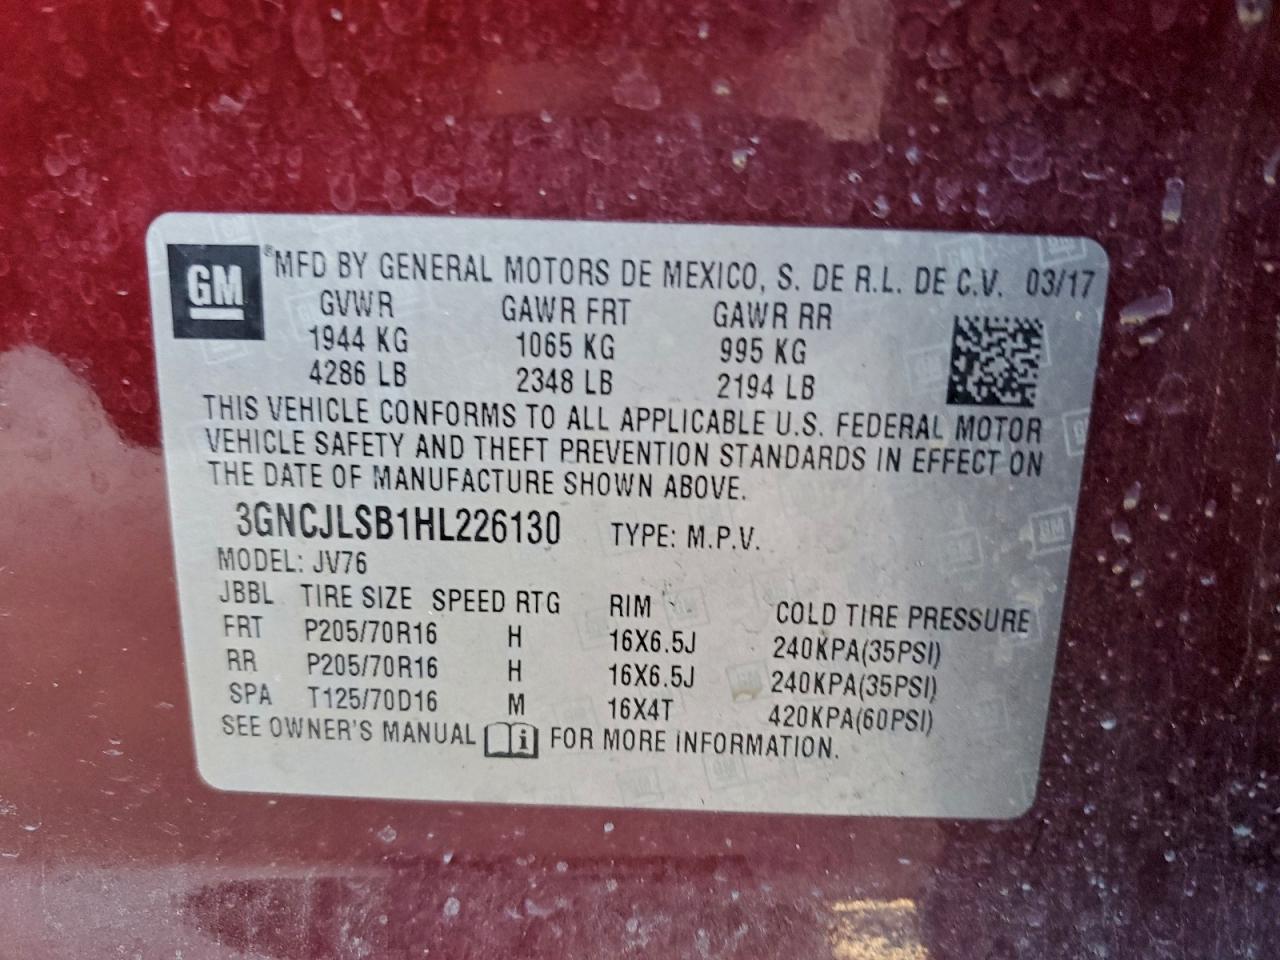 GM ® MFD BY GENERAL MOTORS DE MEXICO, S. DE R.L. DE C.V. 03/17
GVWR GAWR FRT GAWR RR
1944 KG 1065 KG 995 KG
4286 LB 2348 LB 2194 LB
THIS VEHICLE CONFORMS TO ALL APPLICABLE U.S. FEDERAL MOTOR
VEHICLE SAFETY AND THEFT PREVENTION STANDARDS IN EFFECT ON
THE DATE OF MANUFACTURE SHOWN ABOVE.
3GNCJLSB1HL226130 TYPE: M.P.V.
MODEL: JV76
JBBL TIRE SIZE SPEED RTG RIM COLD TIRE PRESSURE
FRT P205/70R16 H 16X6.5J 240KPA(35PSI)
RR P205/70R16 H 16X6.5J 240KPA(35PSI)
SPA T125/70D16 M 16X4T 420KPA(60PSI)
SEE OWNER'S MANUAL i FOR MORE INFORMATION.